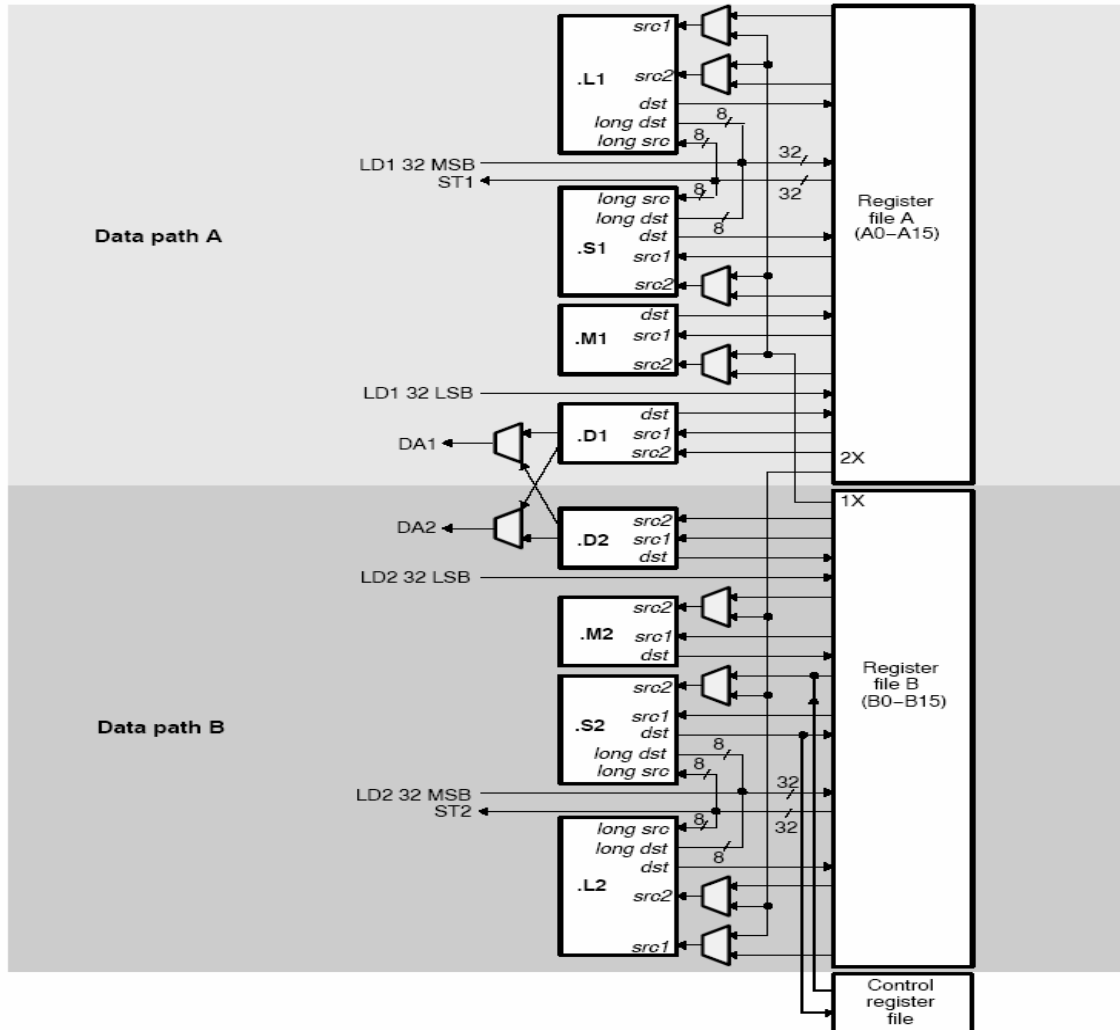 src1
.L1
src2
dst
long dst
8
long src
8
LD1 32 MSB
32
ST1
32
8
long src
long dst
8
Register
file A
(A0–A15)
Data path A
dst
.S1
src1
src2
dst
.M1
src1
src2
LD1 32 LSB
dst
.D1
src1
src2
DA1
2X
1X
DA2
src2
.D2
src1
dst
LD2 32 LSB
src2
.M2
src1
dst
src2
Register
file B
(B0–B15)
Data path B
src1
.S2
dst
long dst
8
long src
8
LD2 32 MSB
32
ST2
32
long src
8
long dst
8
dst
.L2
src2
src1
Control
register
file